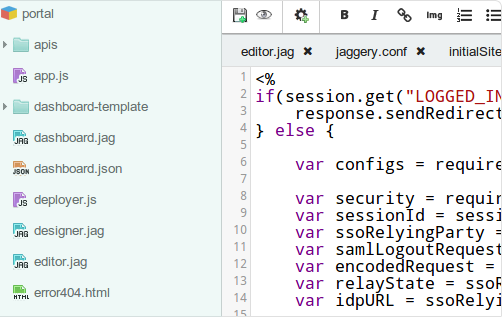 portal
apis
app.js
dashboard-template
dashboard.jag
dashboard.json
deployer.js
designer.jag
editor.jag
error404.html
B I Img
editor.jag × jaggery.conf × initialSite
1 <%
2 if(session.get("LOGGED_IN
3 response.sendRedirect
4 } else {
5
6 var configs = require
7
8 var security = requir
9 var sessionId = sessi
10 var ssoRelyingParty =
11 var samlLogoutRequest
12 var encodedRequest =
13 var relayState = ssoR
14 var idpURL = ssoRelyi
15